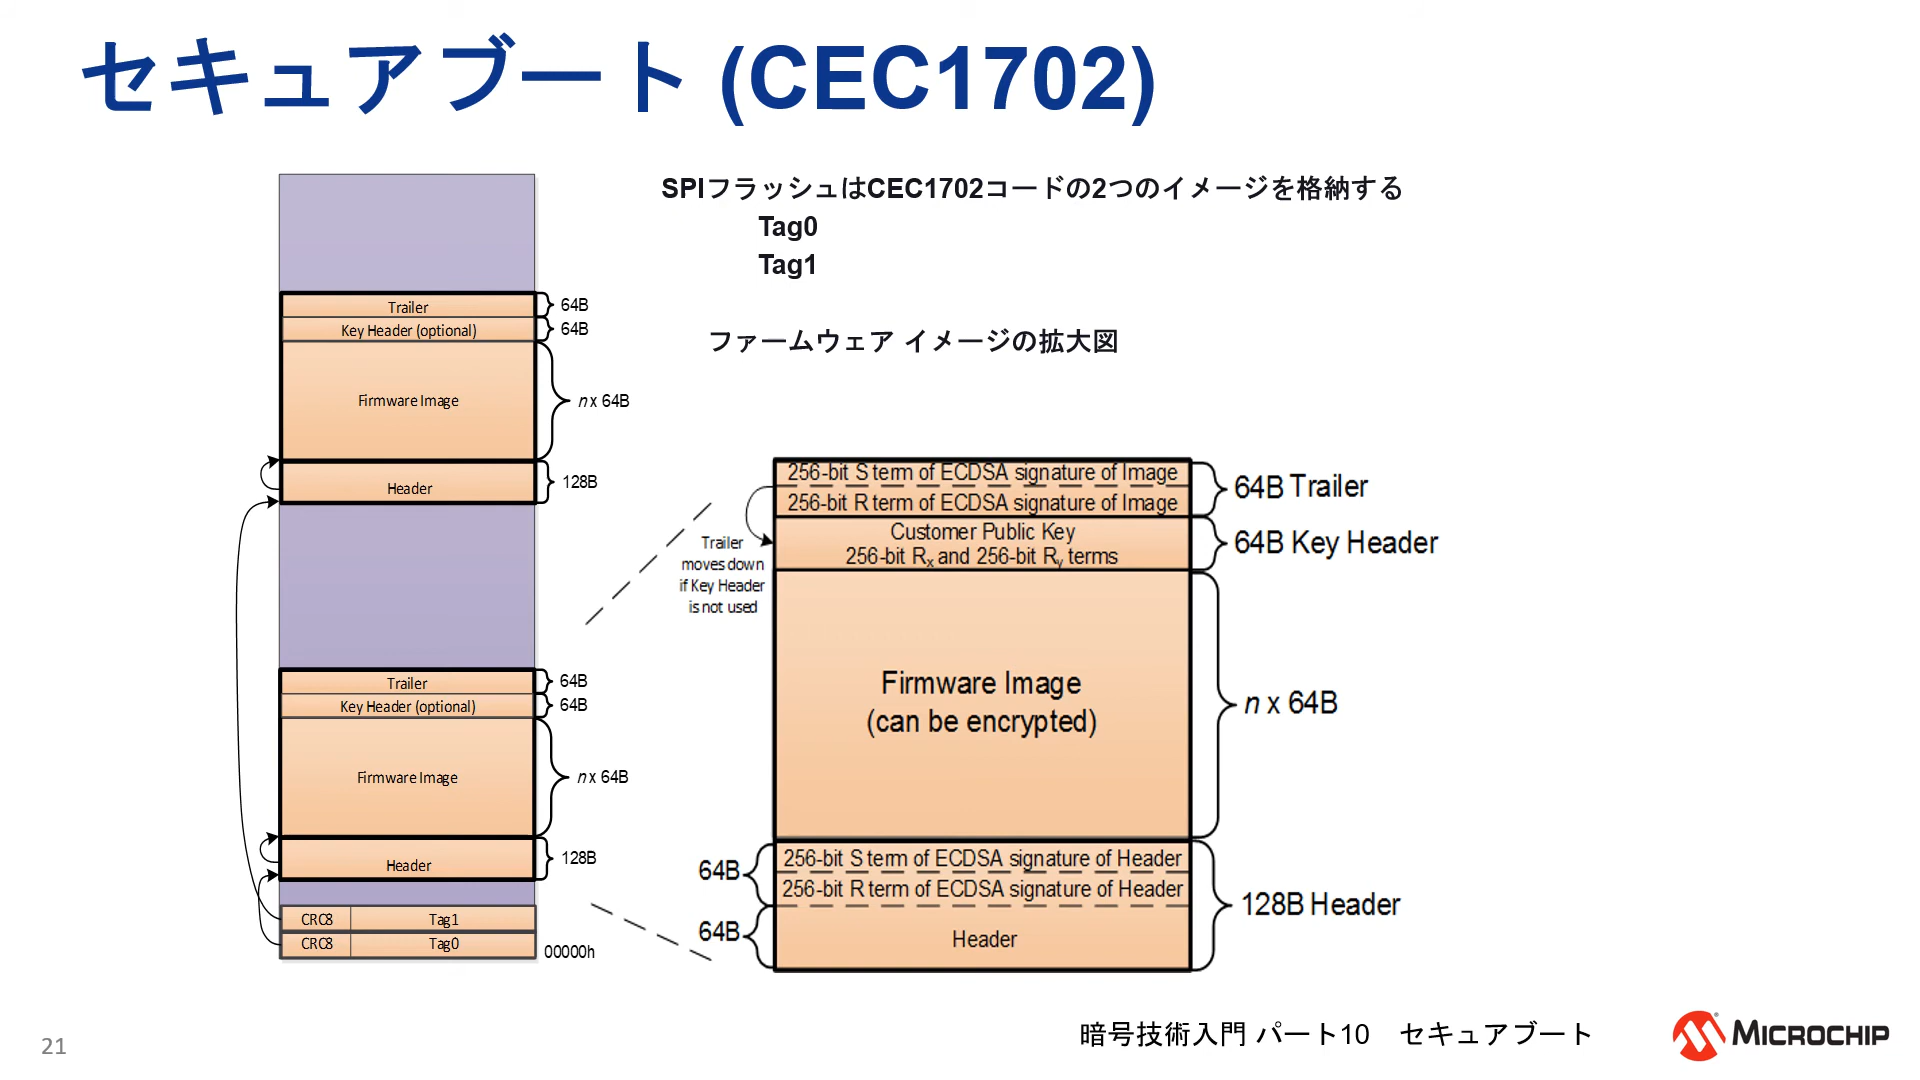 セキュアブート (CEC1702)
SPIフラッシュはCEC1702コードの2つのイメージを格納する
Tag0
Tag1
ファームウェア イメージの拡大図
Trailer
64B
Key Header (optional)
64B
Firmware Image
n x 64B
Header
128B
Trailer
64B
Key Header (optional)
64B
Firmware Image
n x 64B
Header
128B
CRC8
Tag1
CRC8
Tag0
00000h
256-bit S term of ECDSA signature of Image
256-bit R term of ECDSA signature of Image
64B Trailer
Customer Public Key
256-bit Rx and 256-bit Ry terms
64B Key Header
Trailer
moves down
if Key Header
is not used
Firmware Image
(can be encrypted)
n x 64B
256-bit S term of ECDSA signature of Header
256-bit R term of ECDSA signature of Header
64B
64B
Header
128B Header
21
暗号技術入門 パート10　セキュアブート
MICROCHIP